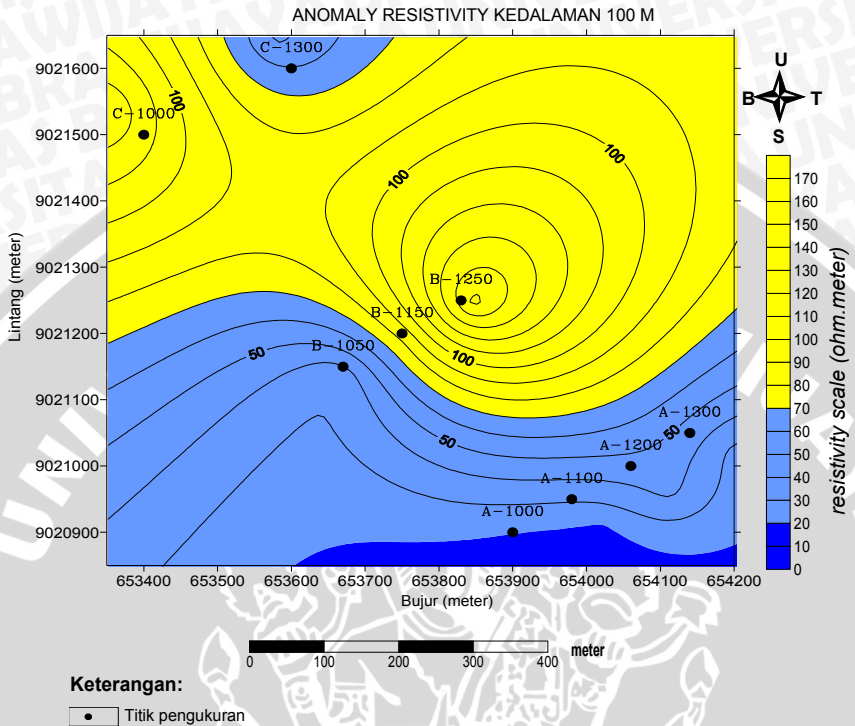 ANOMALY RESISTIVITY KEDALAMAN 100 M
C-1300
9021600
U
B
T
S
C-1000
100
9021500
100
100
170
9021400
160
150
140
9021300
130
B-1250
120
B-1150
110
9021200
100
B-1050
100
90
50
80
9021100
70
A-1300
60
50
50
A-1200
50
9021000
40
A-1100
30
A-1000
20
9020900
10
0
Lintang (meter)
resistivity scale (ohm.meter)
653400 653500 653600 653700 653800 653900 654000 654100 654200
Bujur (meter)
0 100 200 300 400
meter
Keterangan:
Titik pengukuran